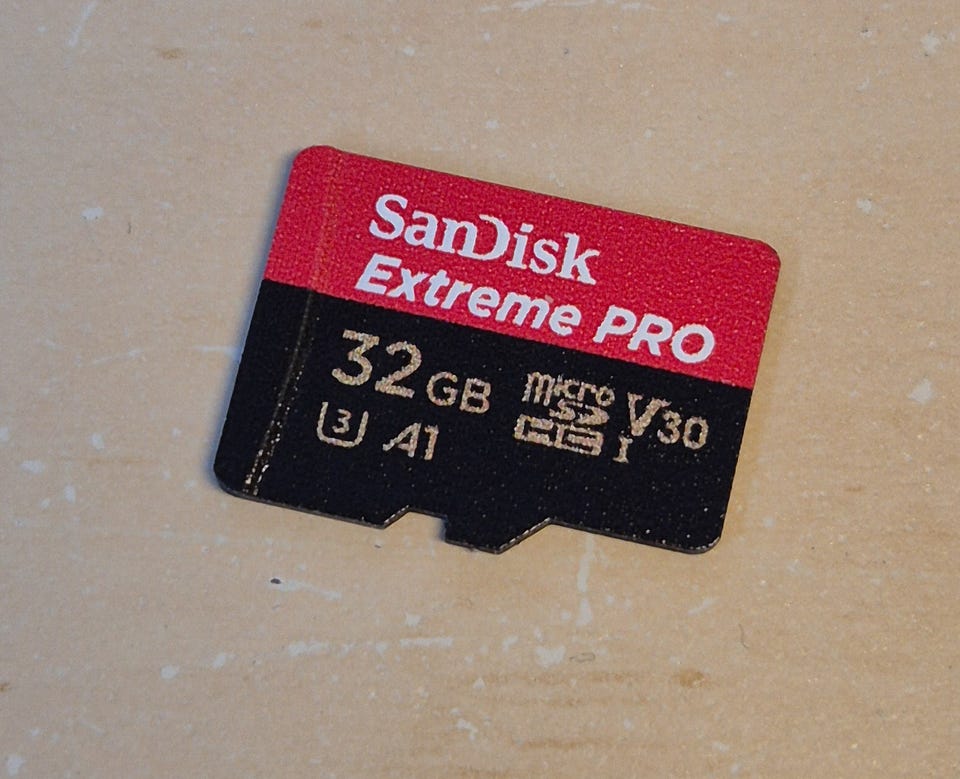 SanDisk
Extreme PRO
32GB
micro
SD
HC I
V30
3 A1